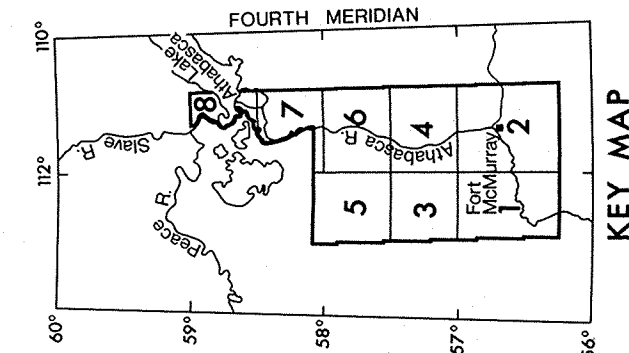 FOURTH MERIDIAN
110°
112°
60°
59°
58°
57°
56°
Lake
Athabasca
Slave R.
Peace R.
Athabasca R.
Fort
McMurray
8
7
6
5
4
3
2
1
KEY MAP